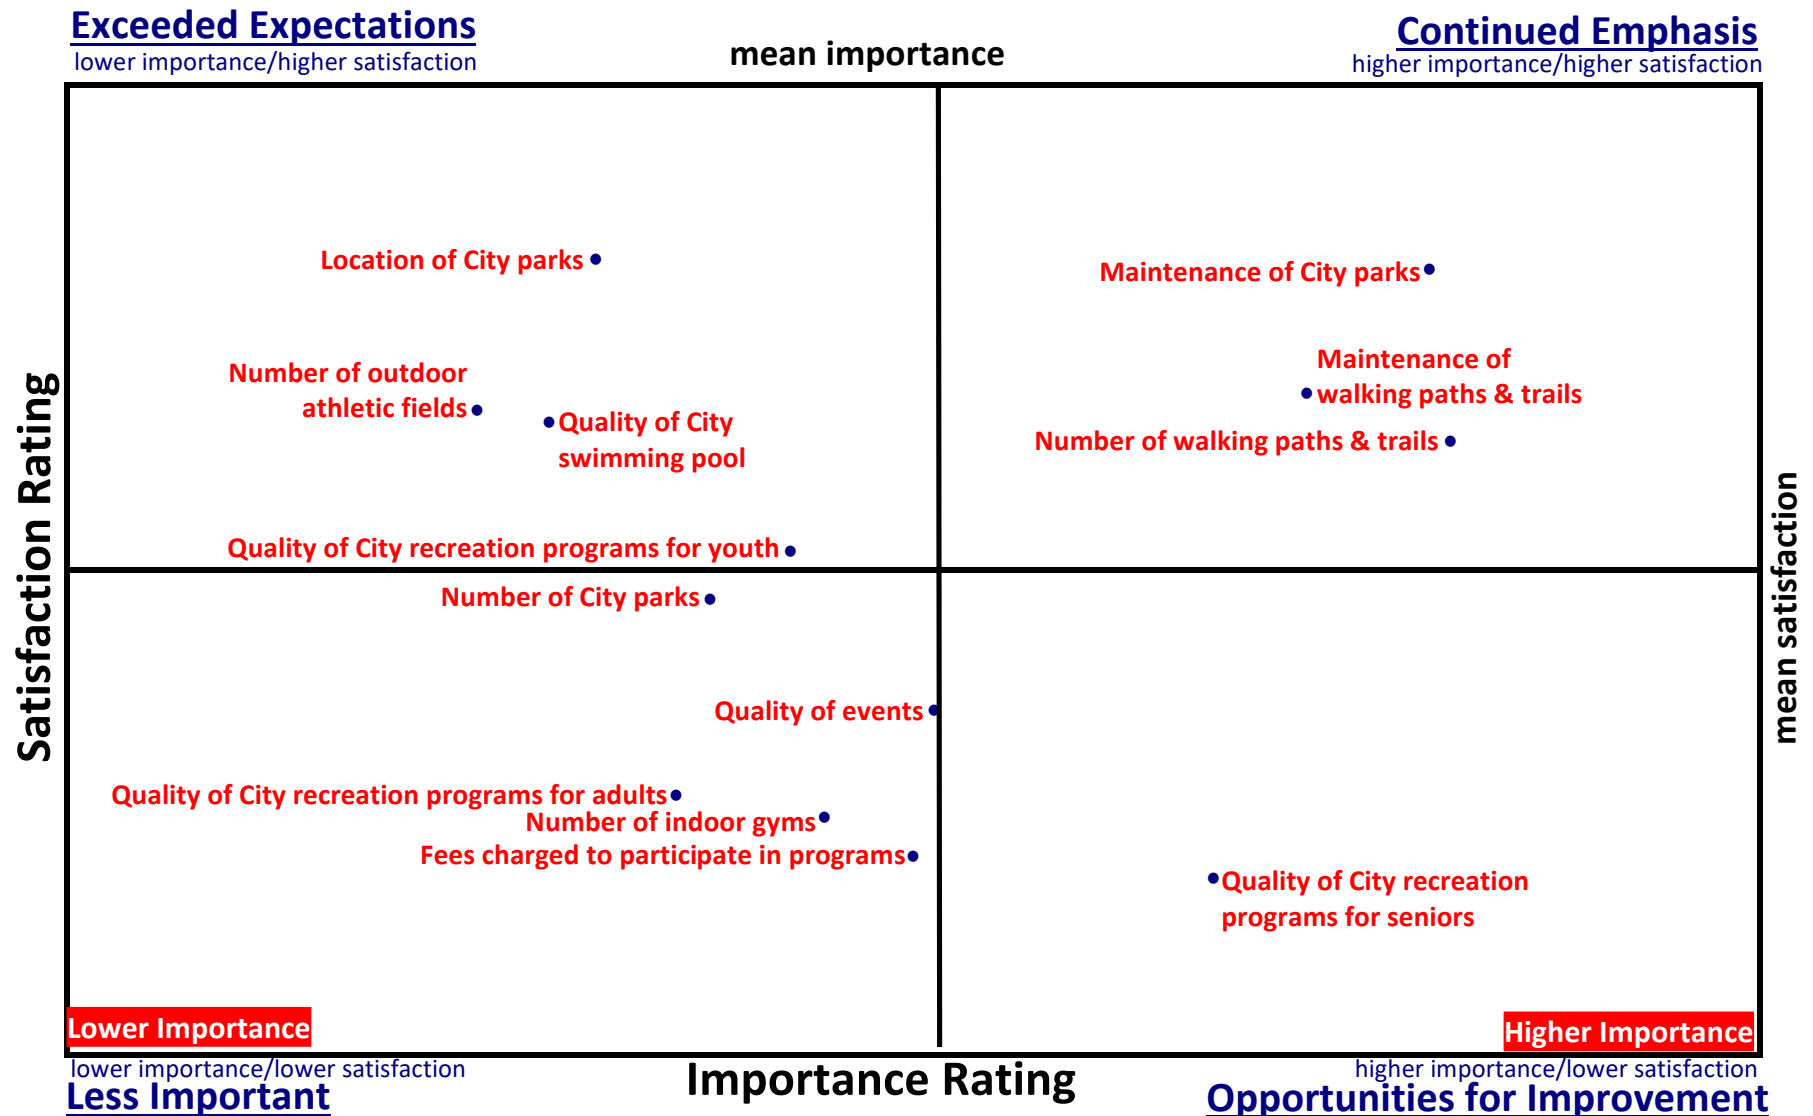 Exceeded Expectations
lower importance/higher satisfaction
mean importance
Continued Emphasis
higher importance/higher satisfaction
Location of City parks
Maintenance of City parks
Number of outdoor
athletic fields
Quality of City
swimming pool
Maintenance of
walking paths & trails
Number of walking paths & trails
Quality of City recreation programs for youth
Satisfaction Rating
mean satisfaction
Number of City parks
Quality of events
Quality of City recreation programs for adults
Number of indoor gyms
Fees charged to participate in programs
Quality of City recreation
programs for seniors
Lower Importance
Higher Importance
lower importance/lower satisfaction
Less Important
Importance Rating
higher importance/lower satisfaction
Opportunities for Improvement